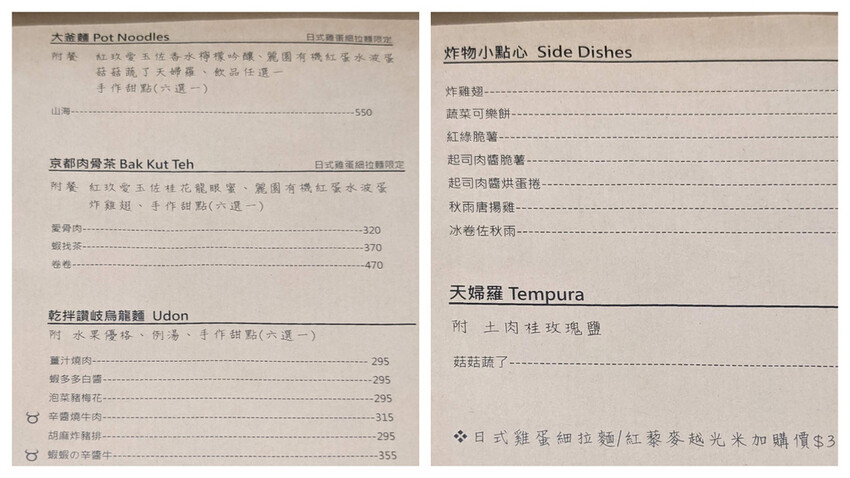 大釜麵 Pot Noodles 日式雞蛋細拉麵限定
附餐 紅玫愛玉佐香水檸檬吟釀、麗園有機紅蛋水波蛋
菇菇蔬了天婦羅、飲品任選一
手作甜點(六選一)
山海 550
京都肉骨茶 Bak Kut Teh 日式雞蛋細拉麵限定
附餐 紅玫愛玉佐桂花龍眼蜜、麗園有機紅蛋水波蛋
炸雞翅、手作甜點(六選一)
愛骨肉 320
蝦找茶 370
卷卷 470
乾拌讚岐烏龍麵 Udon
附 水果優格、例湯、手作甜點(六選一)
薑汁燒肉 295
蝦多多白醬 295
泡菜豬梅花 295
辛醬燒牛肉 315
胡麻炸豬排 295
蝦蝦の辛醬牛 355
炸物小點心 Side Dishes
炸雞翅
蔬菜可樂餅
紅綠脆薯
起司肉醬脆薯
起司肉醬烘蛋捲
秋雨唐揚雞
冰卷佐秋雨
天婦羅 Tempura
附 土肉桂玫瑰鹽
菇菇蔬了
❖日式雞蛋細拉麵/紅藜麥越光米加購價$3